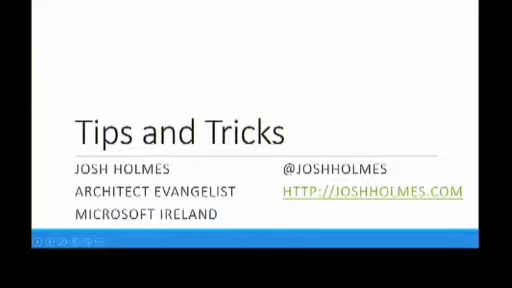 Tips and Tricks
JOSH HOLMES
ARCHITECT EVANGELIST
MICROSOFT IRELAND
@JOSHHOLMES
HTTP://JOSHHOLMES.COM